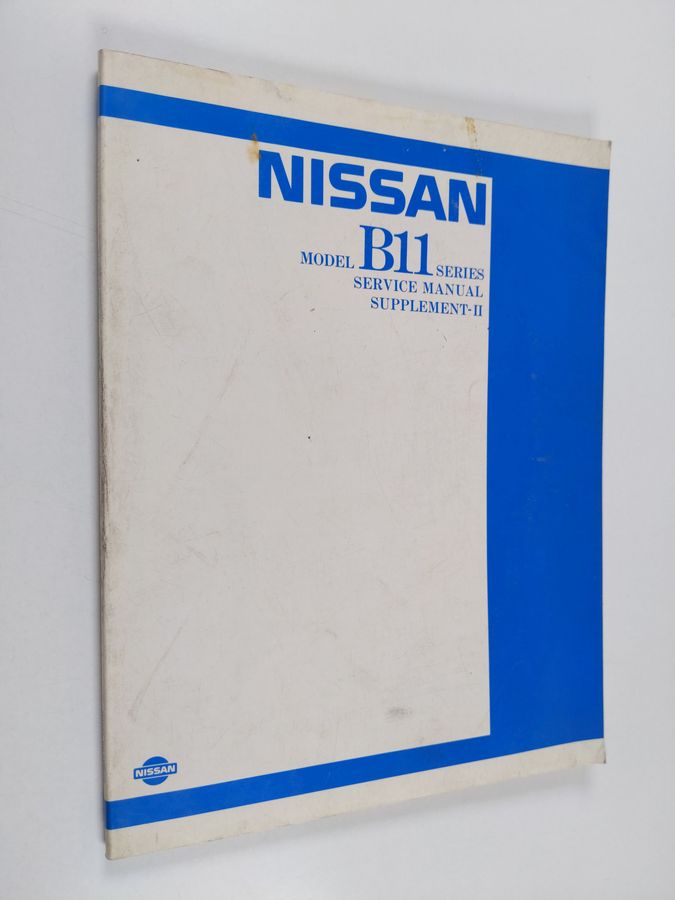 NISSAN
MODEL B11 SERIES
SERVICE MANUAL
SUPPLEMENT-II
NISSAN